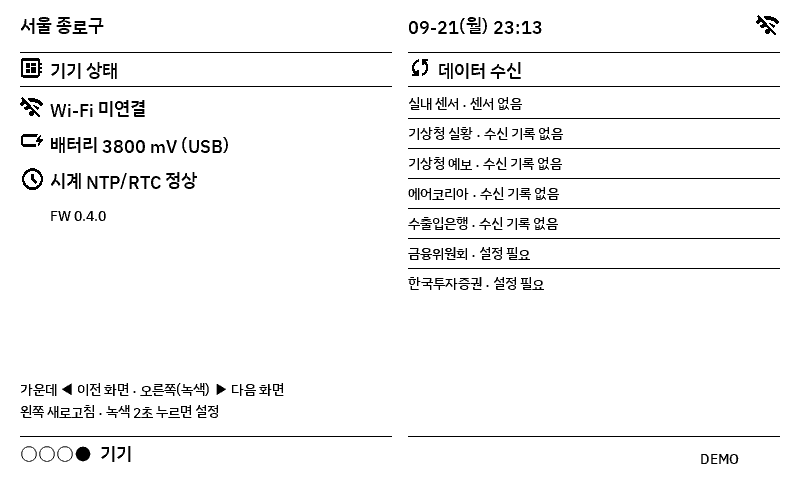 서울 종로구
09-21(월) 23:13
기기 상태
Wi-Fi 미연결
배터리 3800 mV (USB)
시계 NTP/RTC 정상
FW 0.4.0
데이터 수신
실내 센서 · 센서 없음
기상청 실황 · 수신 기록 없음
기상청 예보 · 수신 기록 없음
에어코리아 · 수신 기록 없음
수출입은행 · 수신 기록 없음
금융위원회 · 설정 필요
한국투자증권 · 설정 필요
가운데 ◀ 이전 화면 · 오른쪽(녹색) ▶ 다음 화면
왼쪽 새로고침 · 녹색 2초 누르면 설정
기기
DEMO